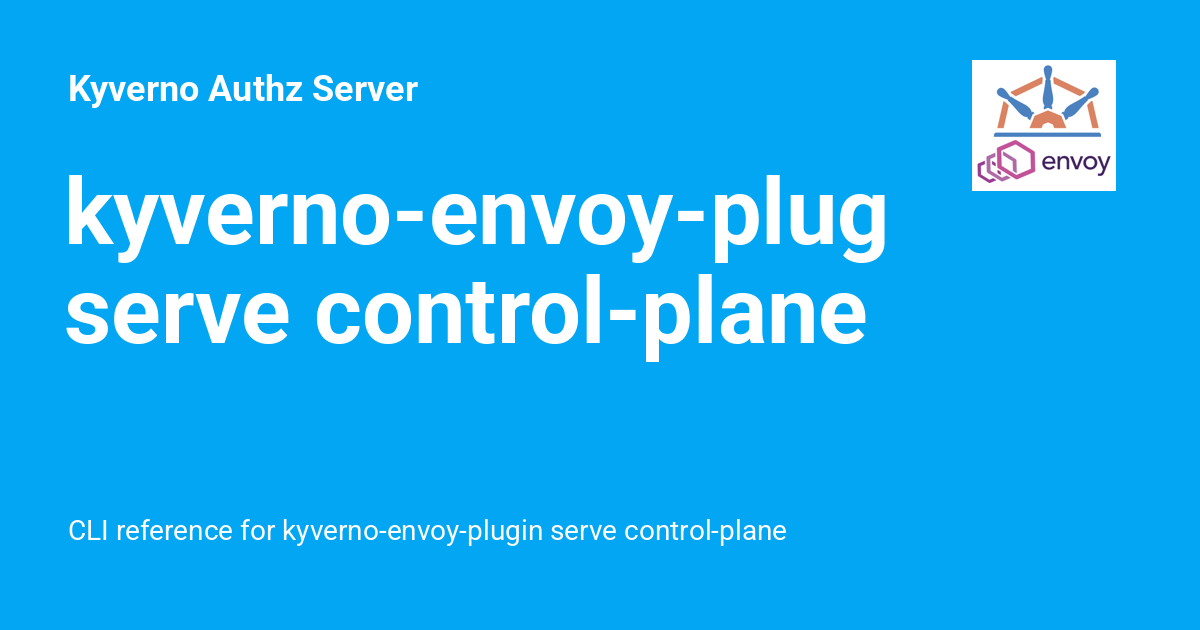 Kyverno Authz Server
envoy
kyverno-envoy-plug
serve control-plane
CLI reference for kyverno-envoy-plugin serve control-plane